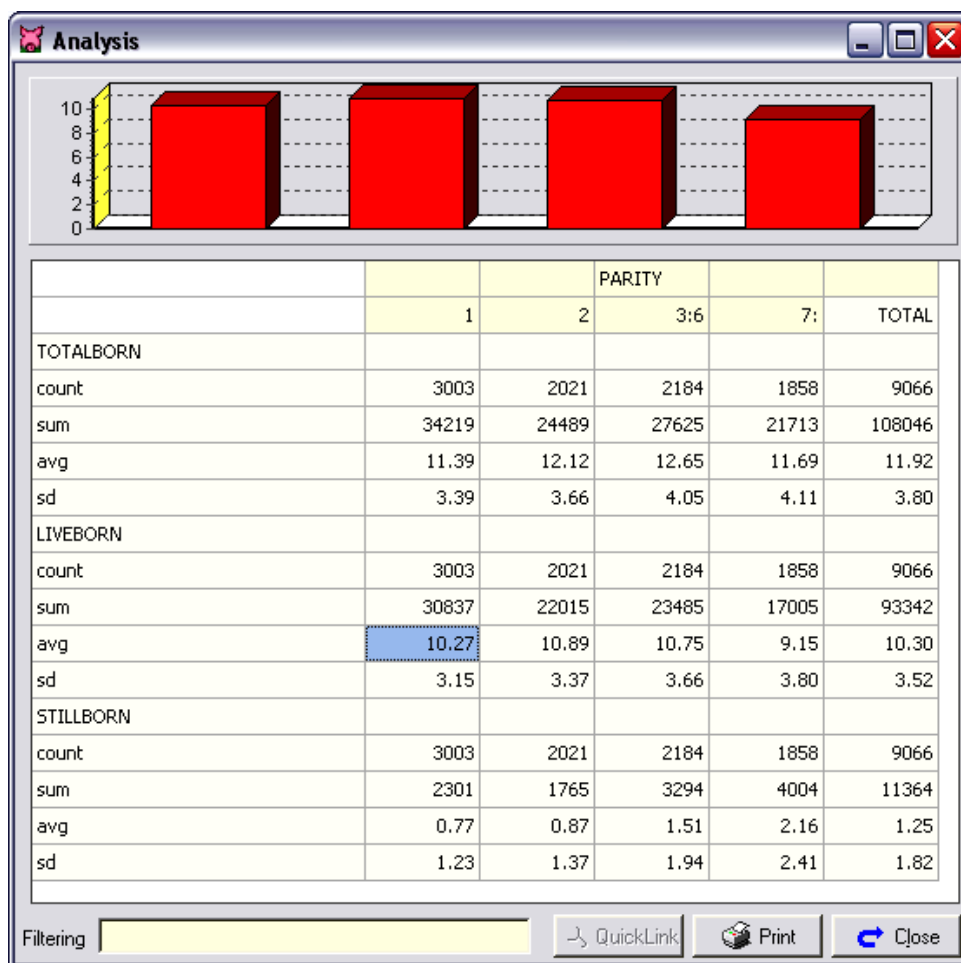 Analysis
10
8
6
4
2
0
PARITY
1 2 3:6 7: TOTAL
TOTALBORN
count 3003 2021 2184 1858 9066
sum 34219 24489 27625 21713 108046
avg 11.39 12.12 12.65 11.69 11.92
sd 3.39 3.66 4.05 4.11 3.80
LIVEBORN
count 3003 2021 2184 1858 9066
sum 30837 22015 23485 17005 93342
avg 10.27 10.89 10.75 9.15 10.30
sd 3.15 3.37 3.66 3.80 3.52
STILLBORN
count 3003 2021 2184 1858 9066
sum 2301 1765 3294 4004 11364
avg 0.77 0.87 1.51 2.16 1.25
sd 1.23 1.37 1.94 2.41 1.82
Filtering QuickLink Print Close